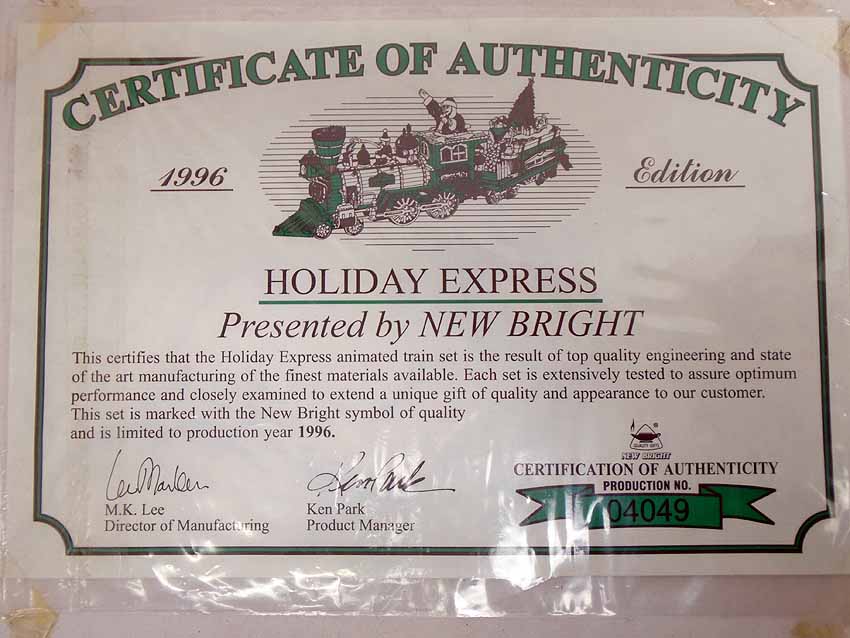 CERTIFICATE OF AUTHENTICITY
1996 Edition
HOLIDAY EXPRESS
Presented by NEW BRIGHT
This certifies that the Holiday Express animated train set is the result of top quality engineering and state
of the art manufacturing of the finest materials available. Each set is extensively tested to assure optimum
performance and closely examined to extend a unique gift of quality and appearance to our customer.
This set is marked with the New Bright symbol of quality
and is limited to production year 1996.
QUALITY GIFTS
NEW BRIGHT
®
CERTIFICATION OF AUTHENTICITY
PRODUCTION NO.
04049
Ken Park
M.K. Lee
Director of Manufacturing
Ken Park
Product Manager